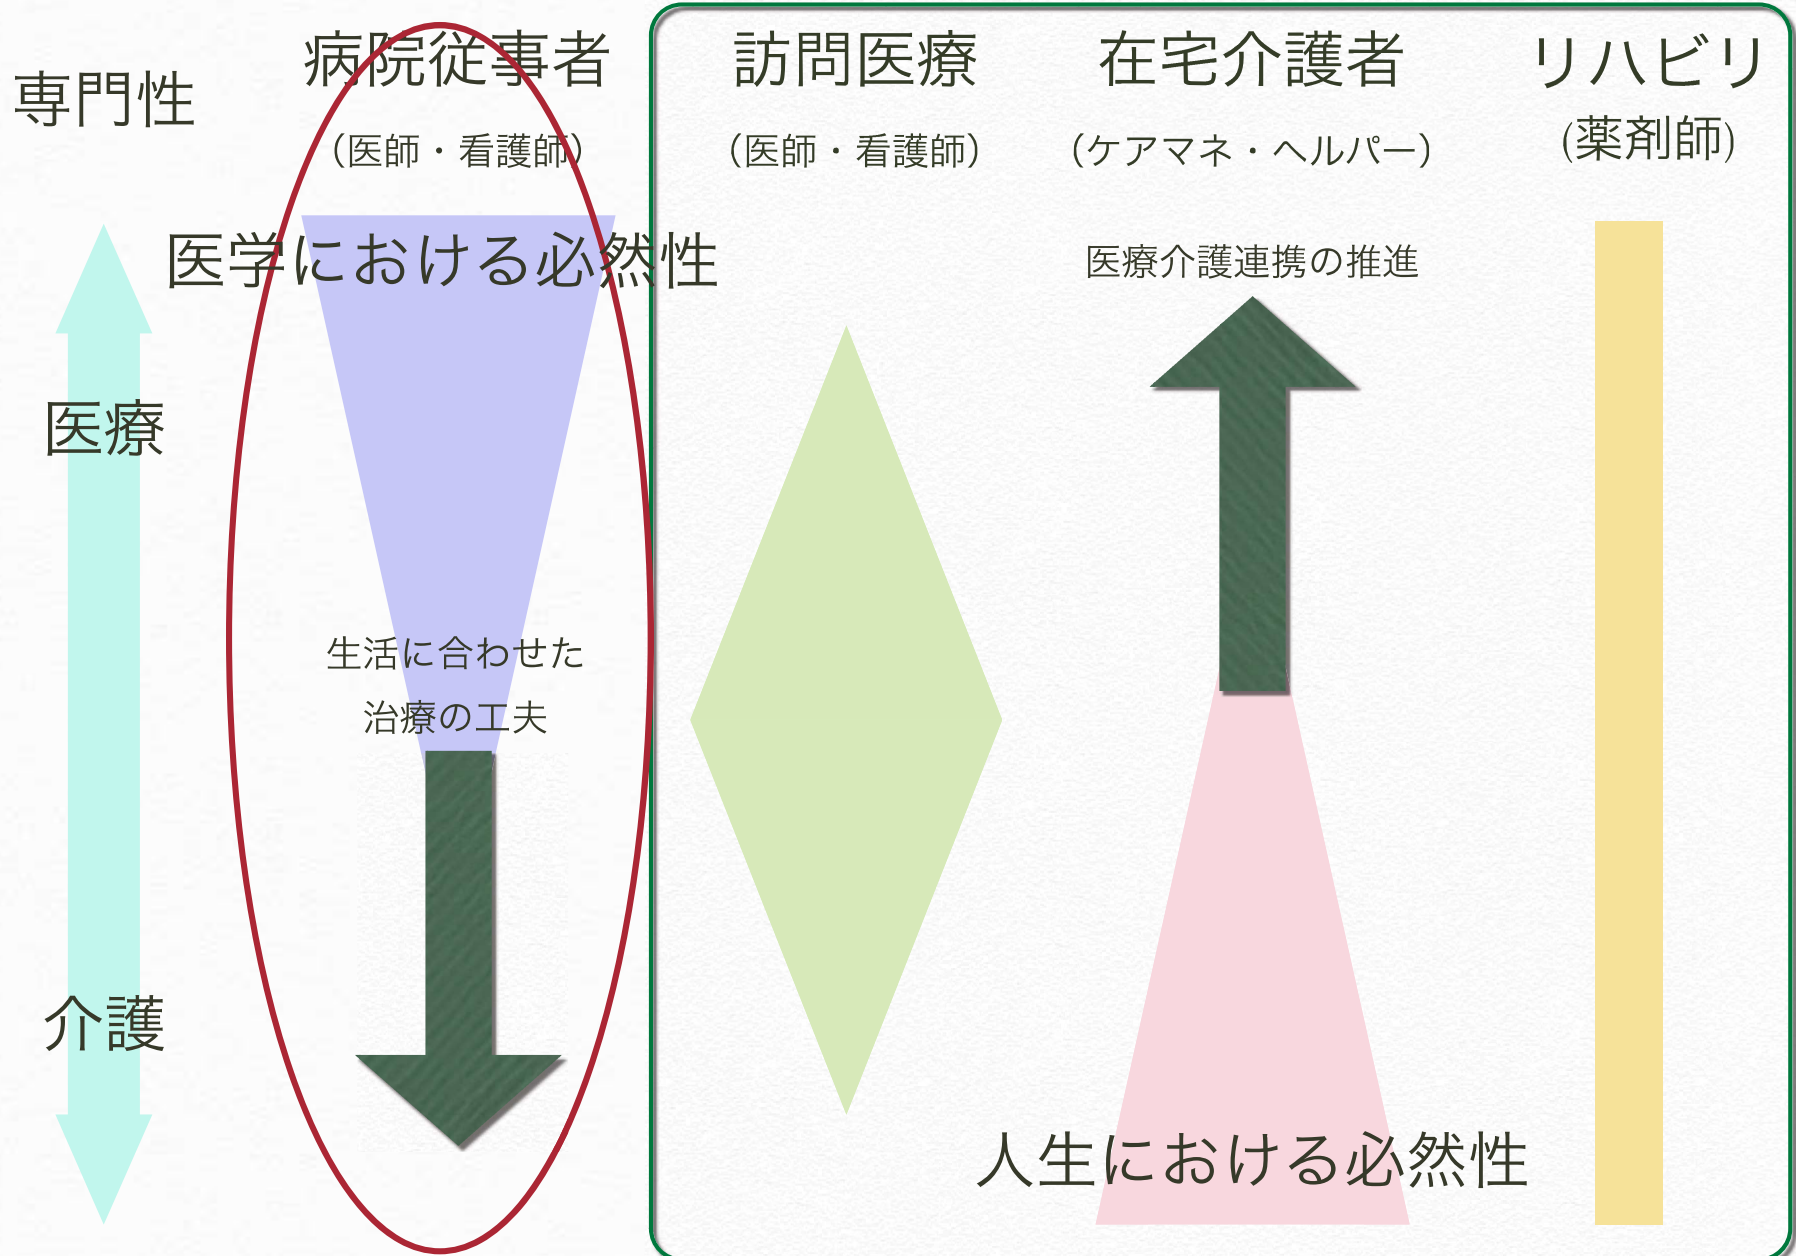 専門性
病院従事者
（医師・看護師）
訪問医療
（医師・看護師）
在宅介護者
（ケアマネ・ヘルパー）
リハビリ
(薬剤師)
医学における必然性
医療介護連携の推進
医療
生活に合わせた
治療の工夫
介護
人生における必然性